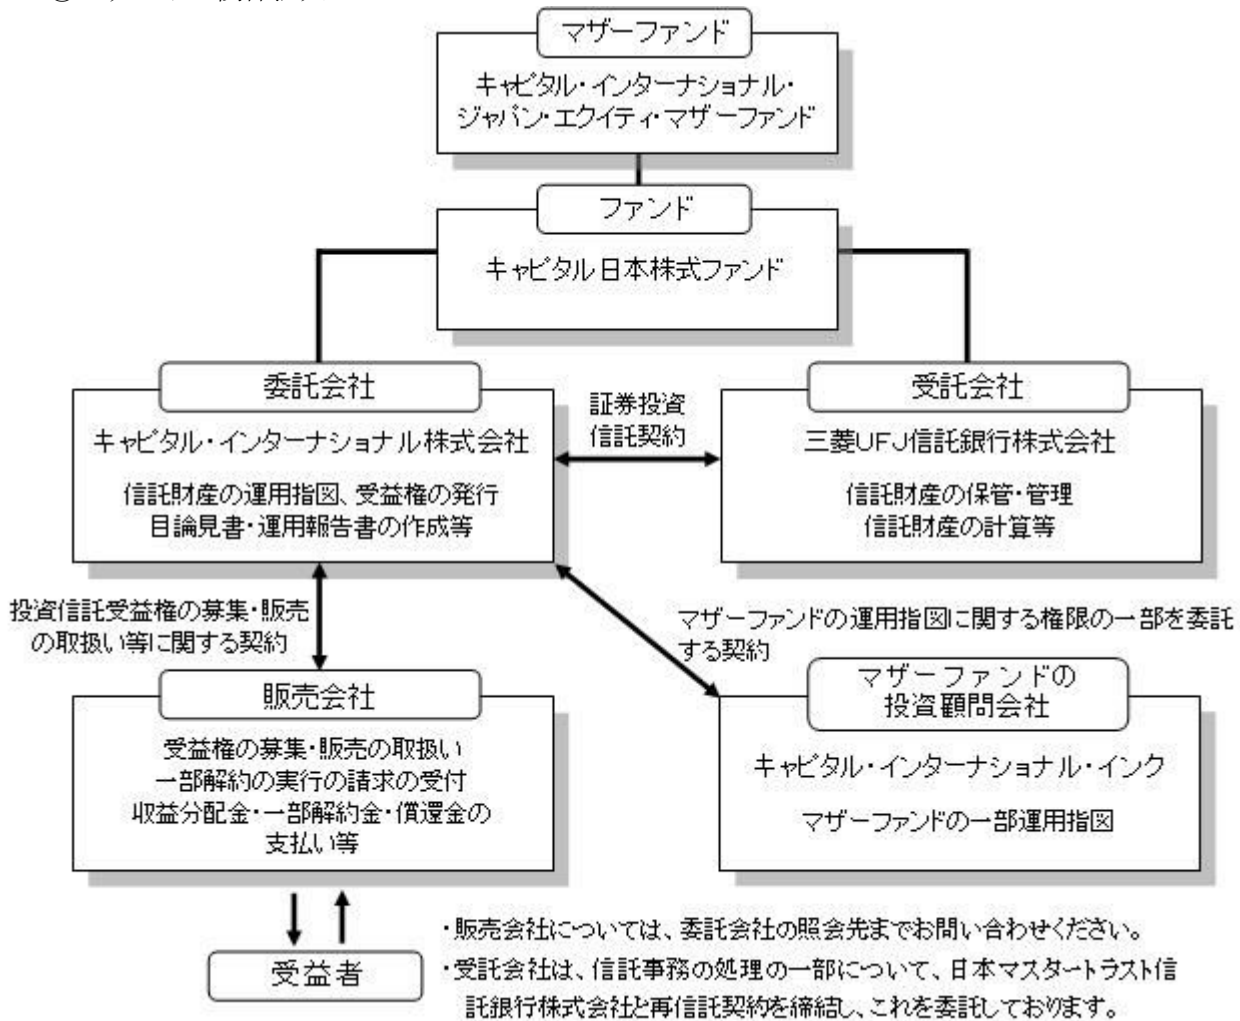 マザーファンド
キャピタル・インターナショナル・
ジャパン・エクイティ・マザーファンド
ファンド
キャピタル日本株式ファンド
委託会社
キャピタル・インターナショナル株式会社
信託財産の運用指図、受益権の発行
目論見書・運用報告書の作成等
証券投資
信託契約
受託会社
三菱UFJ信託銀行株式会社
信託財産の保管・管理
信託財産の計算等
投資信託受益権の募集・販売
の取扱い等に関する契約
マザーファンドの運用指図に関する権限の一部を委託
する契約
販売会社
受益権の募集・販売の取扱い
一部解約の実行の請求の受付
収益分配金・一部解約金・償還金の
支払い等
マザーファンドの
投資顧問会社
キャピタル・インターナショナル・インク
マザーファンドの一部運用指図
受益者
・販売会社については、委託会社の照会先までお問い合わせください。
・受託会社は、信託事務の処理の一部について、日本マスタートラスト信
託銀行株式会社と再信託契約を締結し、これを委託しております。